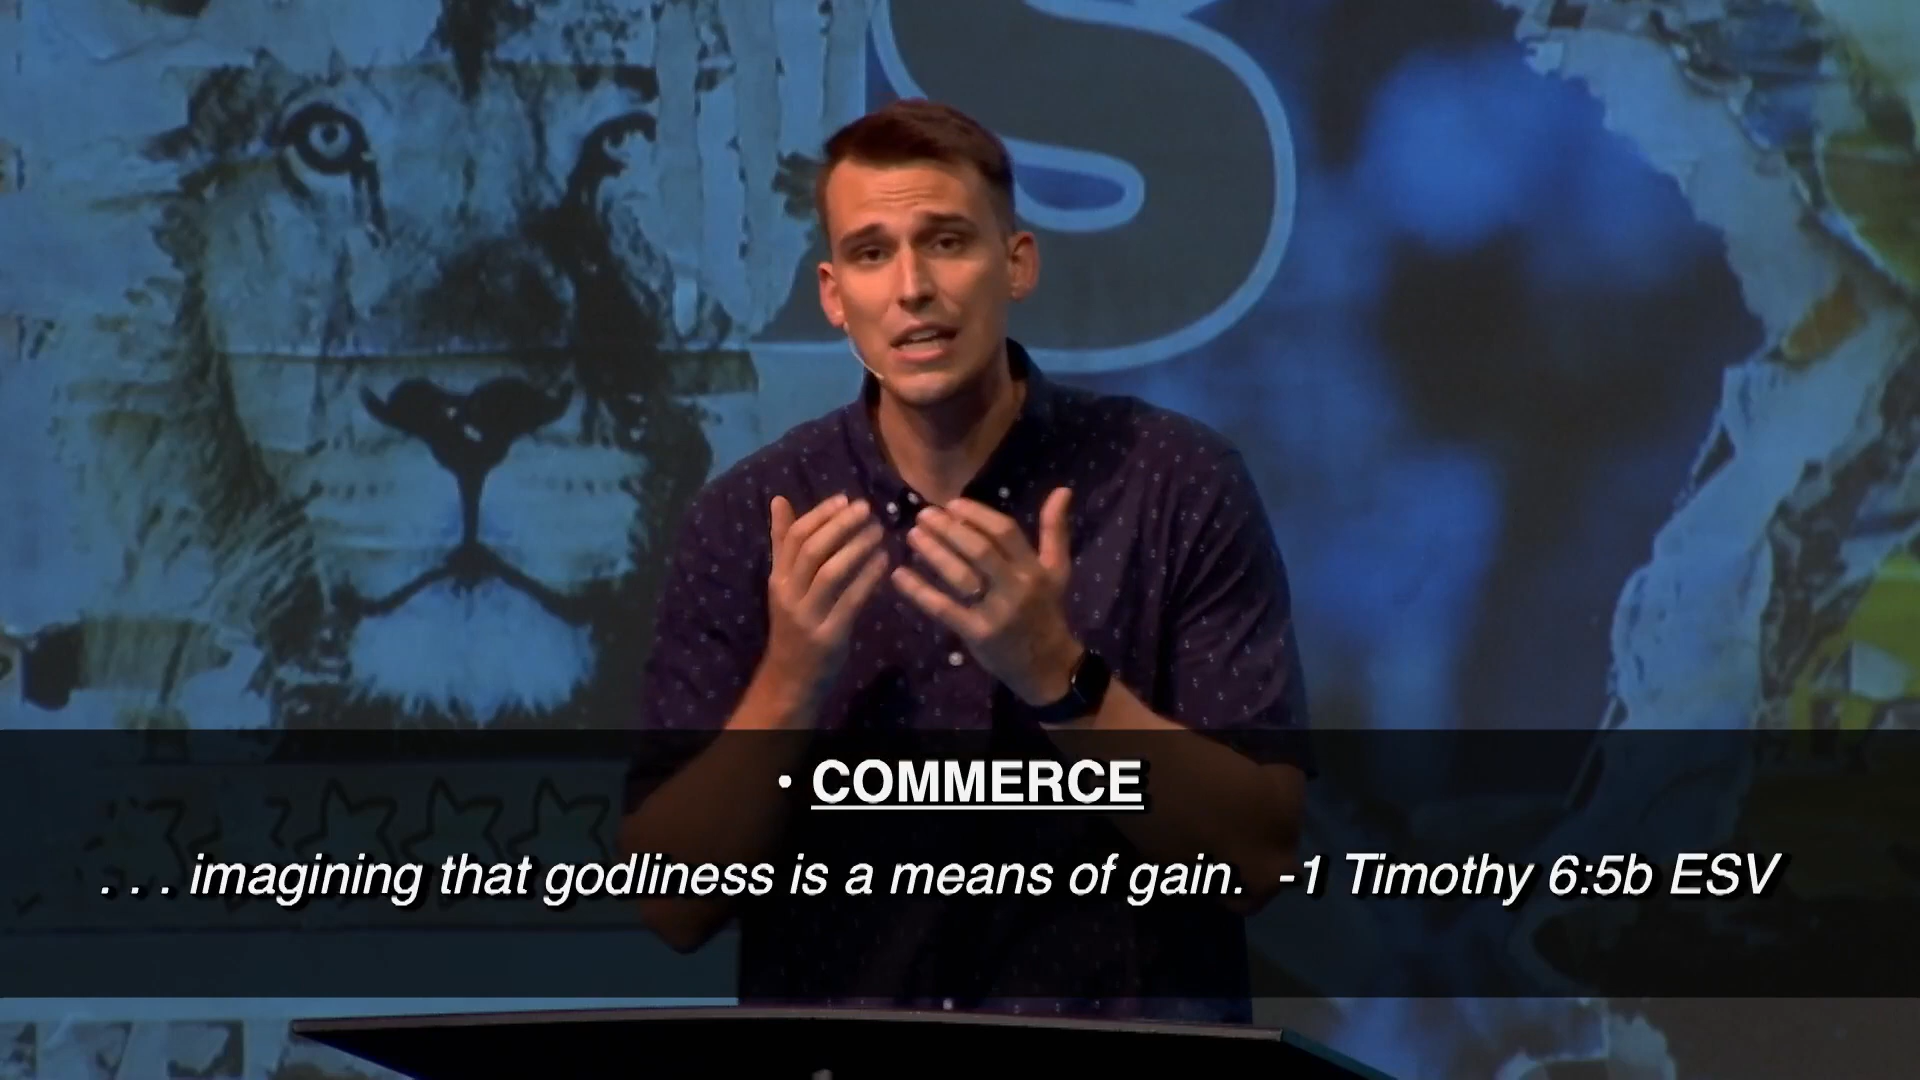 S
• COMMERCE
. . . imagining that godliness is a means of gain. -1 Timothy 6:5b ESV